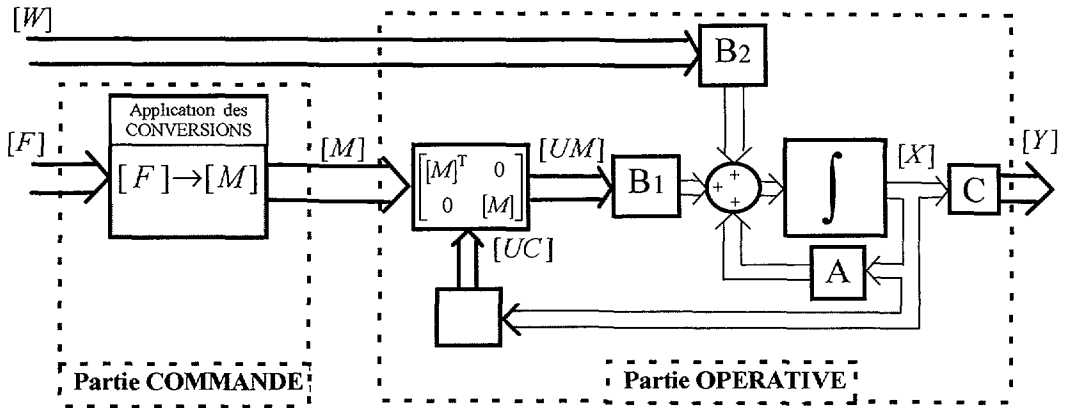 [W]
B2
Application des
CONVERSIONS
[F]
[F]→[M]
[M]
[M]T 0
0 [M]
[UM]
B1
+ + +
∫
[X]
C
[Y]
[UC]
A
Partie COMMANDE
Partie OPERATIVE